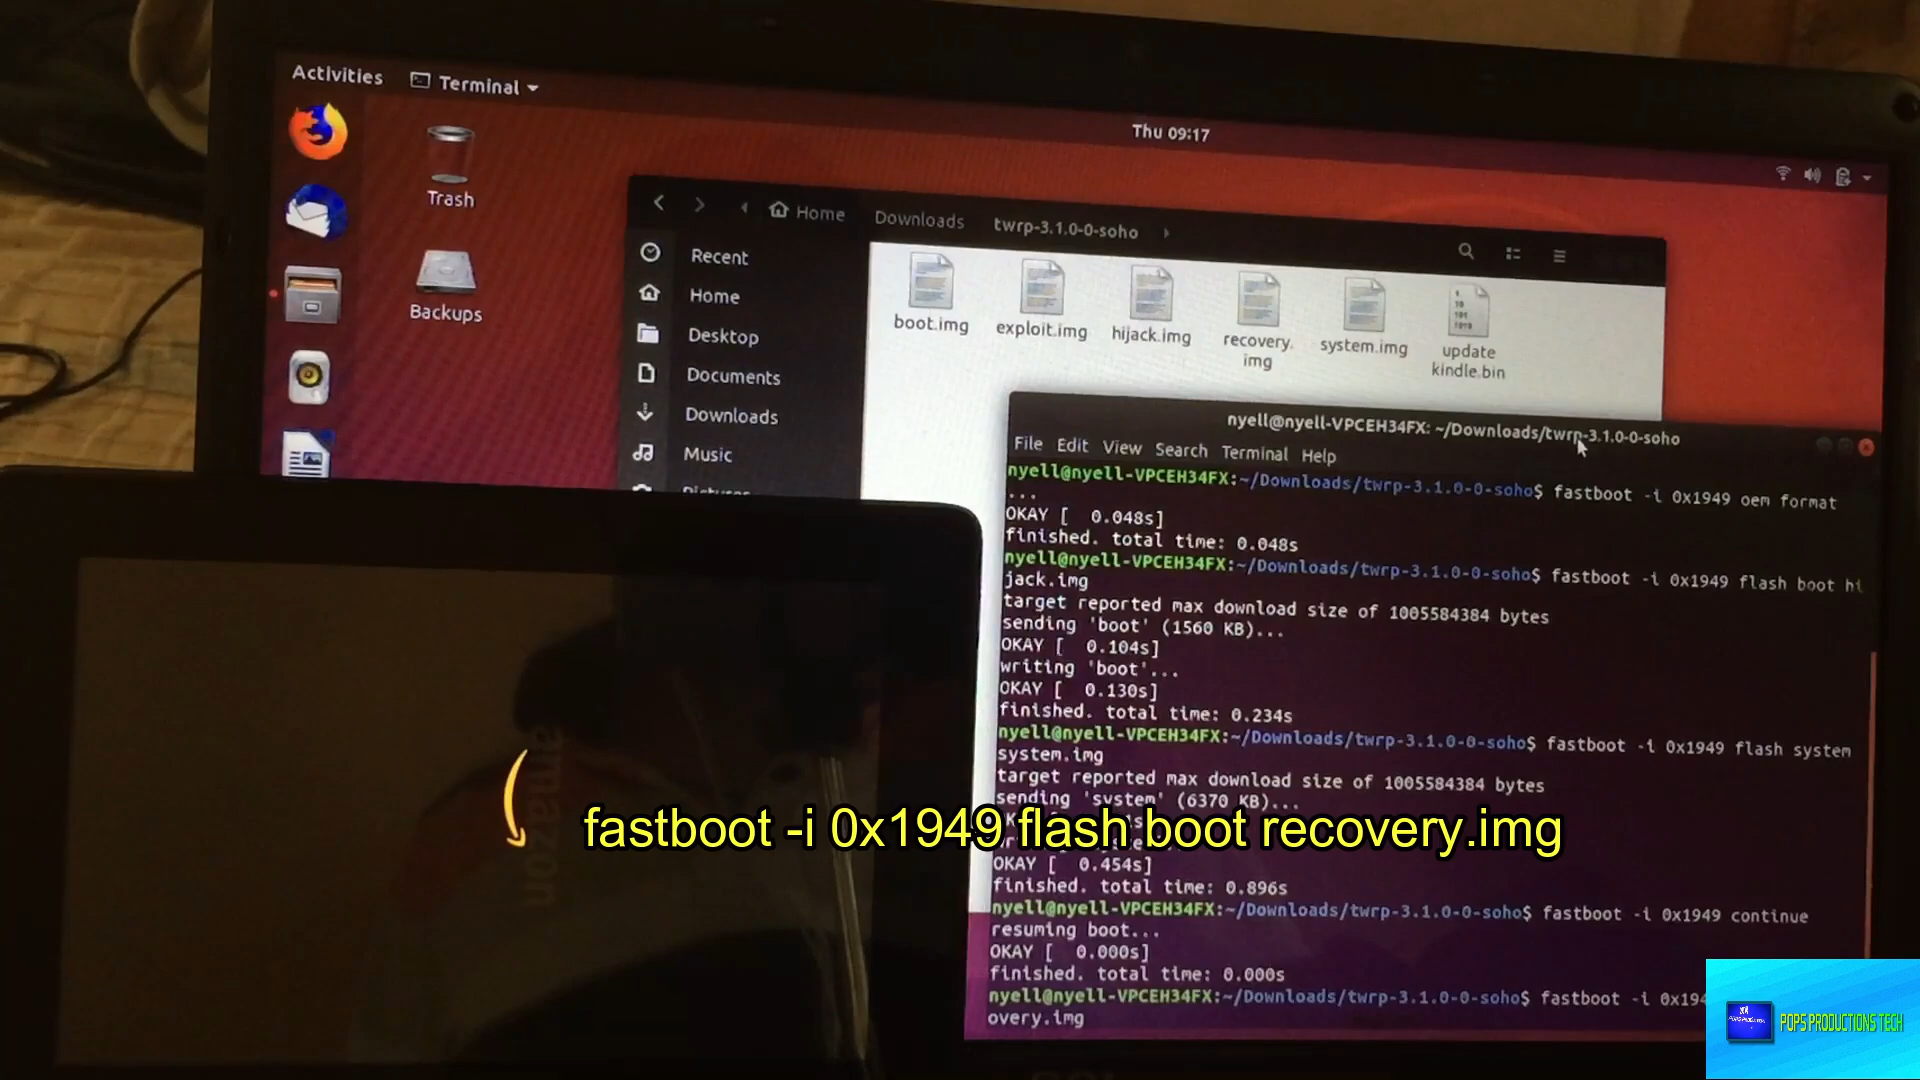 Activities
Terminal
Thu 09:17
Trash
Backups
Home
Downloads
twrp-3.1.0-0-soho
Recent
Home
Desktop
Documents
Downloads
Music
boot.img
exploit.img
hijack.img
recovery.
img
system.img
update
kindle.bin
nyell@nyell-VPCEH34FX: ~/Downloads/twrp-3.1.0-0-soho
File Edit View Search Terminal Help
nyell@nyell-VPCEH34FX:~/Downloads/twrp-3.1.0-0-soho$ fastboot -i 0x1949 oem format
...
OKAY [ 0.048s]
finished. total time: 0.048s
nyell@nyell-VPCEH34FX:~/Downloads/twrp-3.1.0-0-soho$ fastboot -i 0x1949 flash boot hi
jack.img
target reported max download size of 1005584384 bytes
sending 'boot' (1560 KB)...
OKAY [ 0.104s]
writing 'boot'...
OKAY [ 0.130s]
finished. total time: 0.234s
nyell@nyell-VPCEH34FX:~/Downloads/twrp-3.1.0-0-soho$ fastboot -i 0x1949 flash system
system.img
target reported max download size of 1005584384 bytes
sending 'system' (6370 KB)...
OKAY [ 0.454s]
finished. total time: 0.896s
nyell@nyell-VPCEH34FX:~/Downloads/twrp-3.1.0-0-soho$ fastboot -i 0x1949 continue
resuming boot...
OKAY [ 0.000s]
finished. total time: 0.000s
nyell@nyell-VPCEH34FX:~/Downloads/twrp-3.1.0-0-soho$ fastboot -i 0x194
overy.img
amazon
fastboot -i 0x1949 flash boot recovery.img
POPS PRODUCTIONS TECH